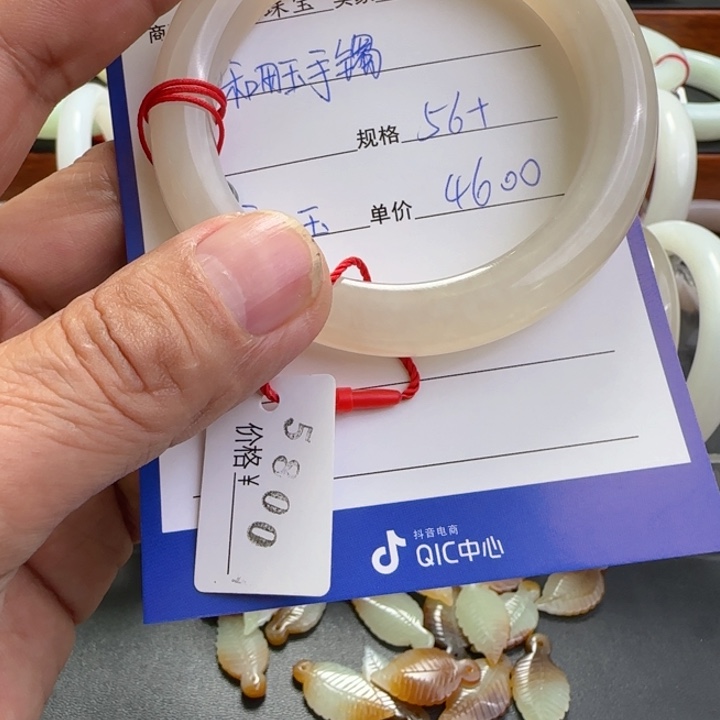 珠宝
和田玉手镯
规格 56+
玉 单价 4600
价格¥ 5800
抖音电商
QIC中心